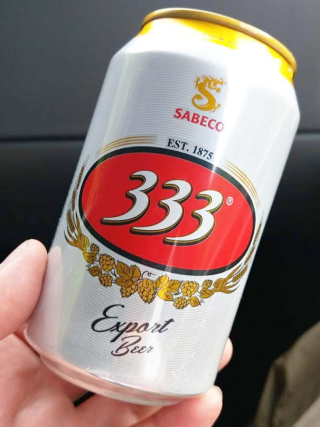 SABECO
EST. 1875
333®
Export
Beer